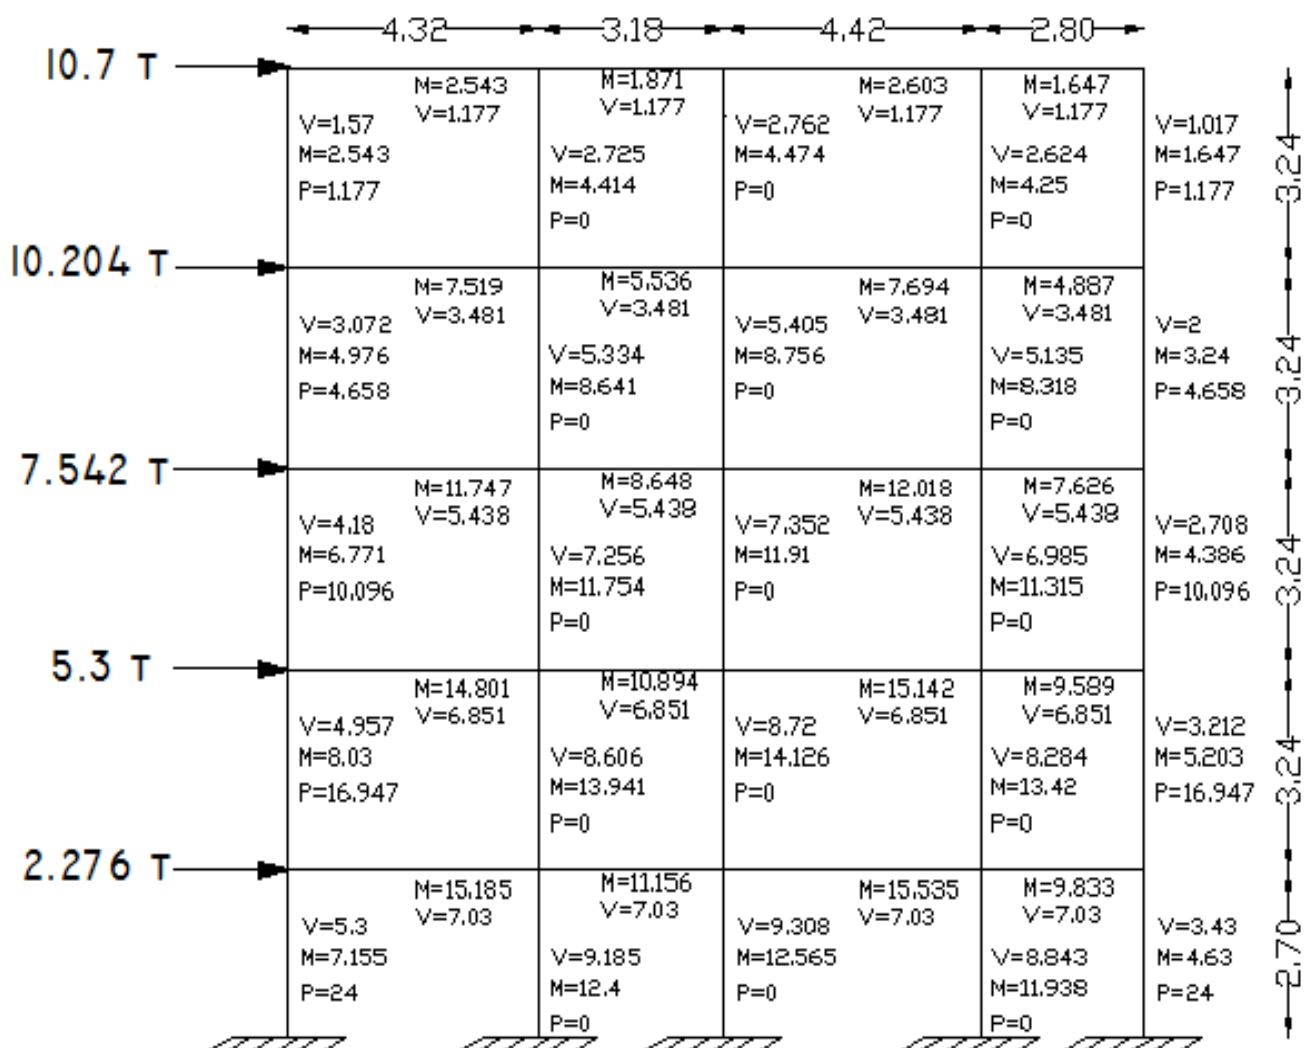 4.32 3.18 4.42 2.80
10.7 T
M=2.543 M=1.871 M=2.603 M=1.647
V=1.177 V=1.177 V=1.177 V=1.177
V=1.57 V=2.762 V=1.017
M=2.543 V=2.725 M=4.474 V=2.624 M=1.647
P=1.177 M=4.414 P=0 M=4.25 P=1.177
P=0 P=0
3.24
10.204 T
M=7.519 M=5.536 M=7.694 M=4.887
V=3.481 V=3.481 V=3.481 V=3.481
V=3.072 V=5.405 V=2
M=4.976 V=5.334 M=8.756 V=5.135 M=3.24
P=4.658 M=8.641 P=0 M=8.318 P=4.658
P=0 P=0
3.24
7.542 T
M=11.747 M=8.648 M=12.018 M=7.626
V=5.438 V=5.438 V=5.438 V=5.438
V=4.18 V=7.352 V=2.708
M=6.771 V=7.256 M=11.91 V=6.985 M=4.386
P=10.096 M=11.754 P=0 M=11.315 P=10.096
P=0 P=0
3.24
5.3 T
M=14.801 M=10.894 M=15.142 M=9.589
V=6.851 V=6.851 V=6.851 V=6.851
V=4.957 V=8.72 V=3.212
M=8.03 V=8.606 M=14.126 V=8.284 M=5.203
P=16.947 M=13.941 P=0 M=13.42 P=16.947
P=0 P=0
3.24
2.276 T
M=15.185 M=11.156 M=15.535 M=9.833
V=7.03 V=7.03 V=7.03 V=7.03
V=5.3 V=9.308 V=3.43
M=7.155 V=9.185 M=12.565 V=8.843 M=4.63
P=24 M=12.4 P=0 M=11.938 P=24
P=0 P=0
2.70